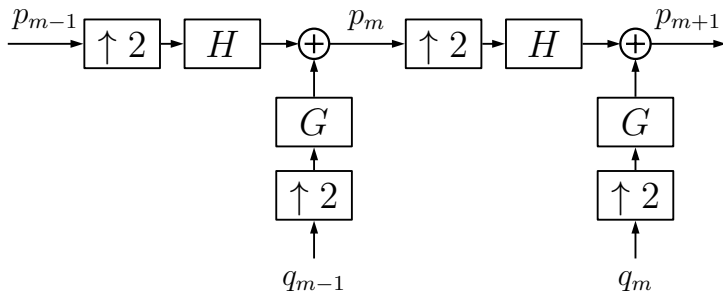 p_{m−1} p_m p_{m+1}
↑ 2 H + ↑ 2 H +
G G
↑ 2 ↑ 2
q_{m−1} q_m